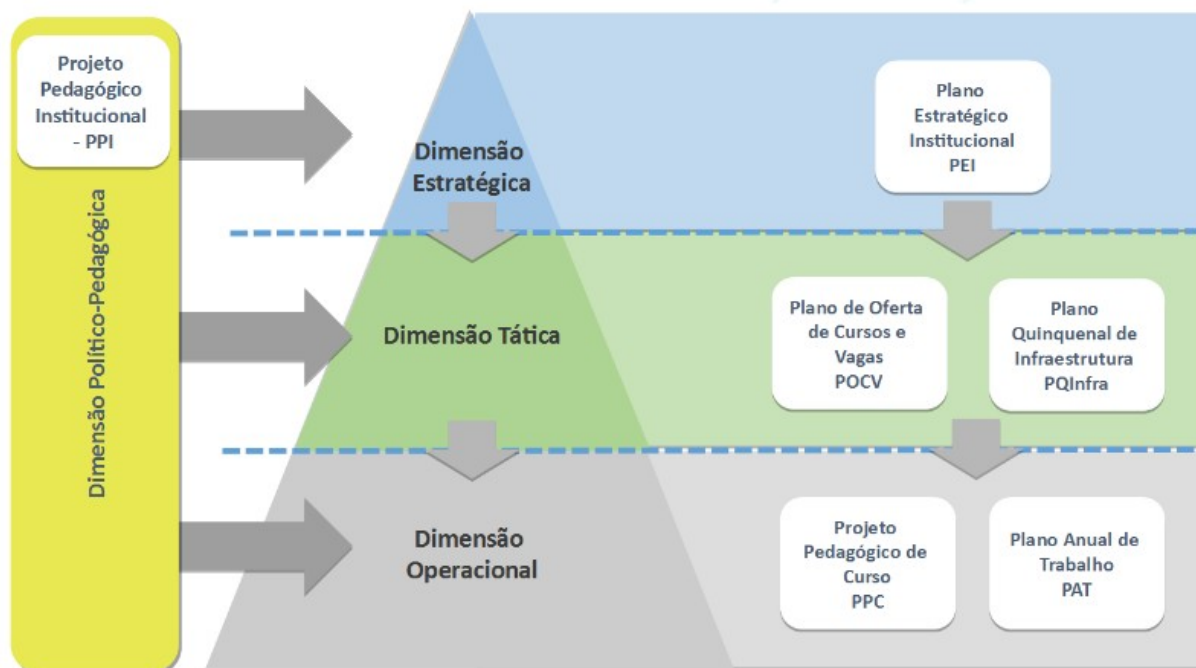 Projeto
Pedagógico
Institucional
- PPI
Dimensão Político-Pedagógica
Dimensão
Estratégica
Plano
Estratégico
Institucional
PEI
Dimensão Tática
Plano de Oferta
de Cursos e
Vagas
POCV
Plano
Quinquenal de
Infraestrutura
PQInfra
Dimensão
Operacional
Projeto
Pedagógico de
Curso
PPC
Plano Anual de
Trabalho
PAT